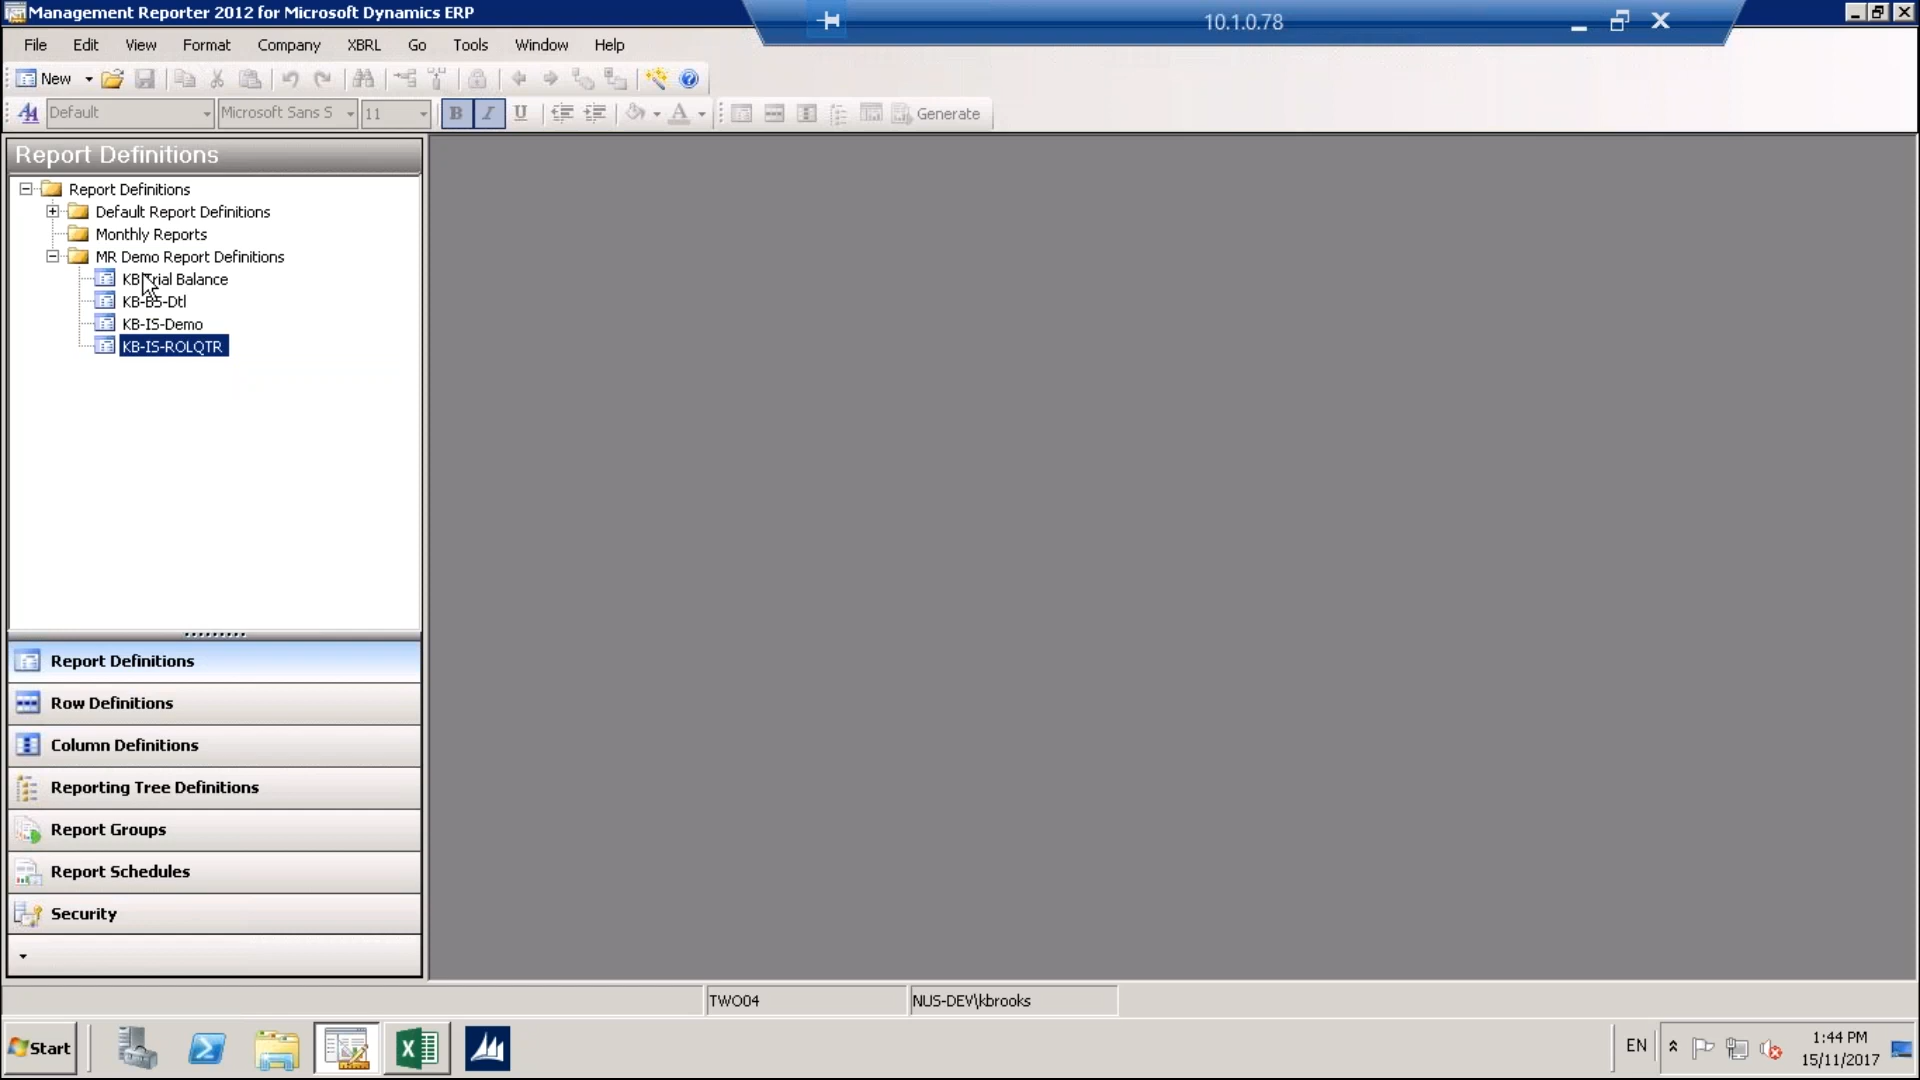 Management Reporter 2012 for Microsoft Dynamics ERP
10.1.0.78
File Edit View Format Company XBRL Go Tools Window Help
New
Default Microsoft Sans S 11 B I U A Generate
Report Definitions
Report Definitions
Default Report Definitions
Monthly Reports
MR Demo Report Definitions
KB Trial Balance
KB-BS-Dtl
KB-IS-Demo
KB-IS-ROLQTR
Report Definitions
Row Definitions
Column Definitions
Reporting Tree Definitions
Report Groups
Report Schedules
Security
TWO04 NUS-DEV\kbrooks
Start EN 1:44 PM
15/11/2017